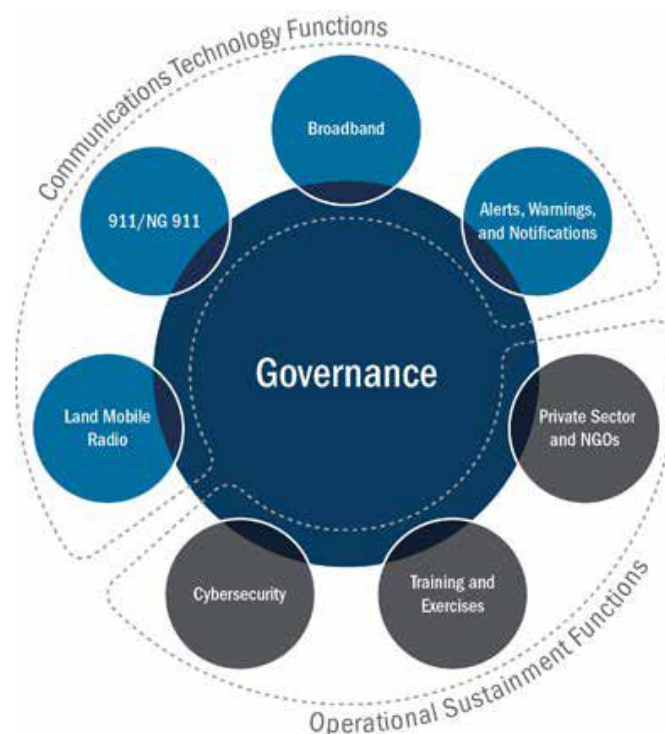 Communications Technology Functions
Broadband
911/NG 911
Alerts, Warnings,
and Notifications
Governance
Land Mobile
Radio
Private Sector
and NGOs
Cybersecurity
Training and
Exercises
Operational Sustainment Functions